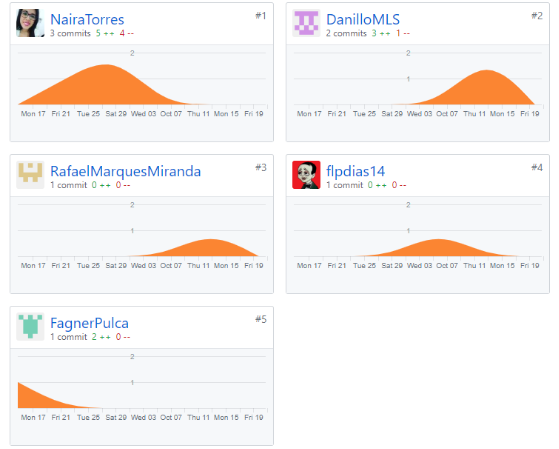 NairaTorres #1
3 commits 5 ++ 4 --
2
1
Mon 17 Fri 21 Tue 25 Sat 29 Wed 03 Oct 07 Thu 11 Mon 15 Fri 19
DanilloMLS #2
2 commits 3 ++ 1 --
2
1
Mon 17 Fri 21 Tue 25 Sat 29 Wed 03 Oct 07 Thu 11 Mon 15 Fri 19
RafaelMarquesMiranda #3
1 commit 0 ++ 0 --
2
1
Mon 17 Fri 21 Tue 25 Sat 29 Wed 03 Oct 07 Thu 11 Mon 15 Fri 19
flpdias14 #4
1 commit 0 ++ 0 --
2
1
Mon 17 Fri 21 Tue 25 Sat 29 Wed 03 Oct 07 Thu 11 Mon 15 Fri 19
FagnerPulca #5
1 commit 2 ++ 0 --
2
1
Mon 17 Fri 21 Tue 25 Sat 29 Wed 03 Oct 07 Thu 11 Mon 15 Fri 19